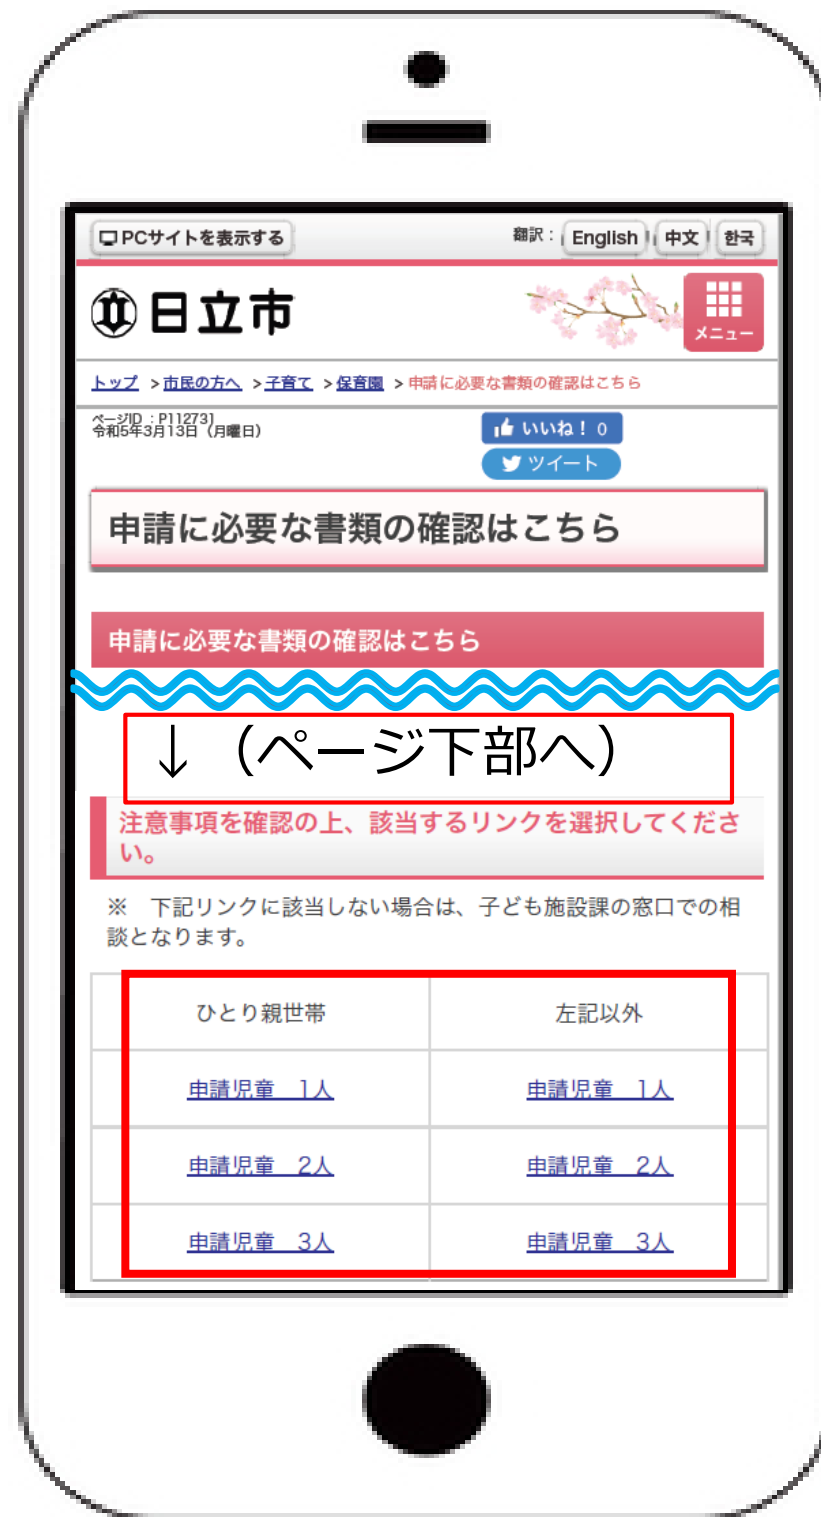 PCサイトを表示する 翻訳： English 中文 한국
日立市
メニュー
トップ >市民の方へ >子育て >保育園 >申請に必要な書類の確認はこちら
ページID：P112731
令和5年3月13日（月曜日）
いいね！ 0
ツイート
申請に必要な書類の確認はこちら
申請に必要な書類の確認はこちら
↓（ページ下部へ）
注意事項を確認の上、該当するリンクを選択してくださ
い。
※　下記リンクに該当しない場合は、子ども施設課の窓口での相
談となります。
ひとり親世帯 左記以外
申請児童　1人 申請児童　1人
申請児童　2人 申請児童　2人
申請児童　3人 申請児童　3人